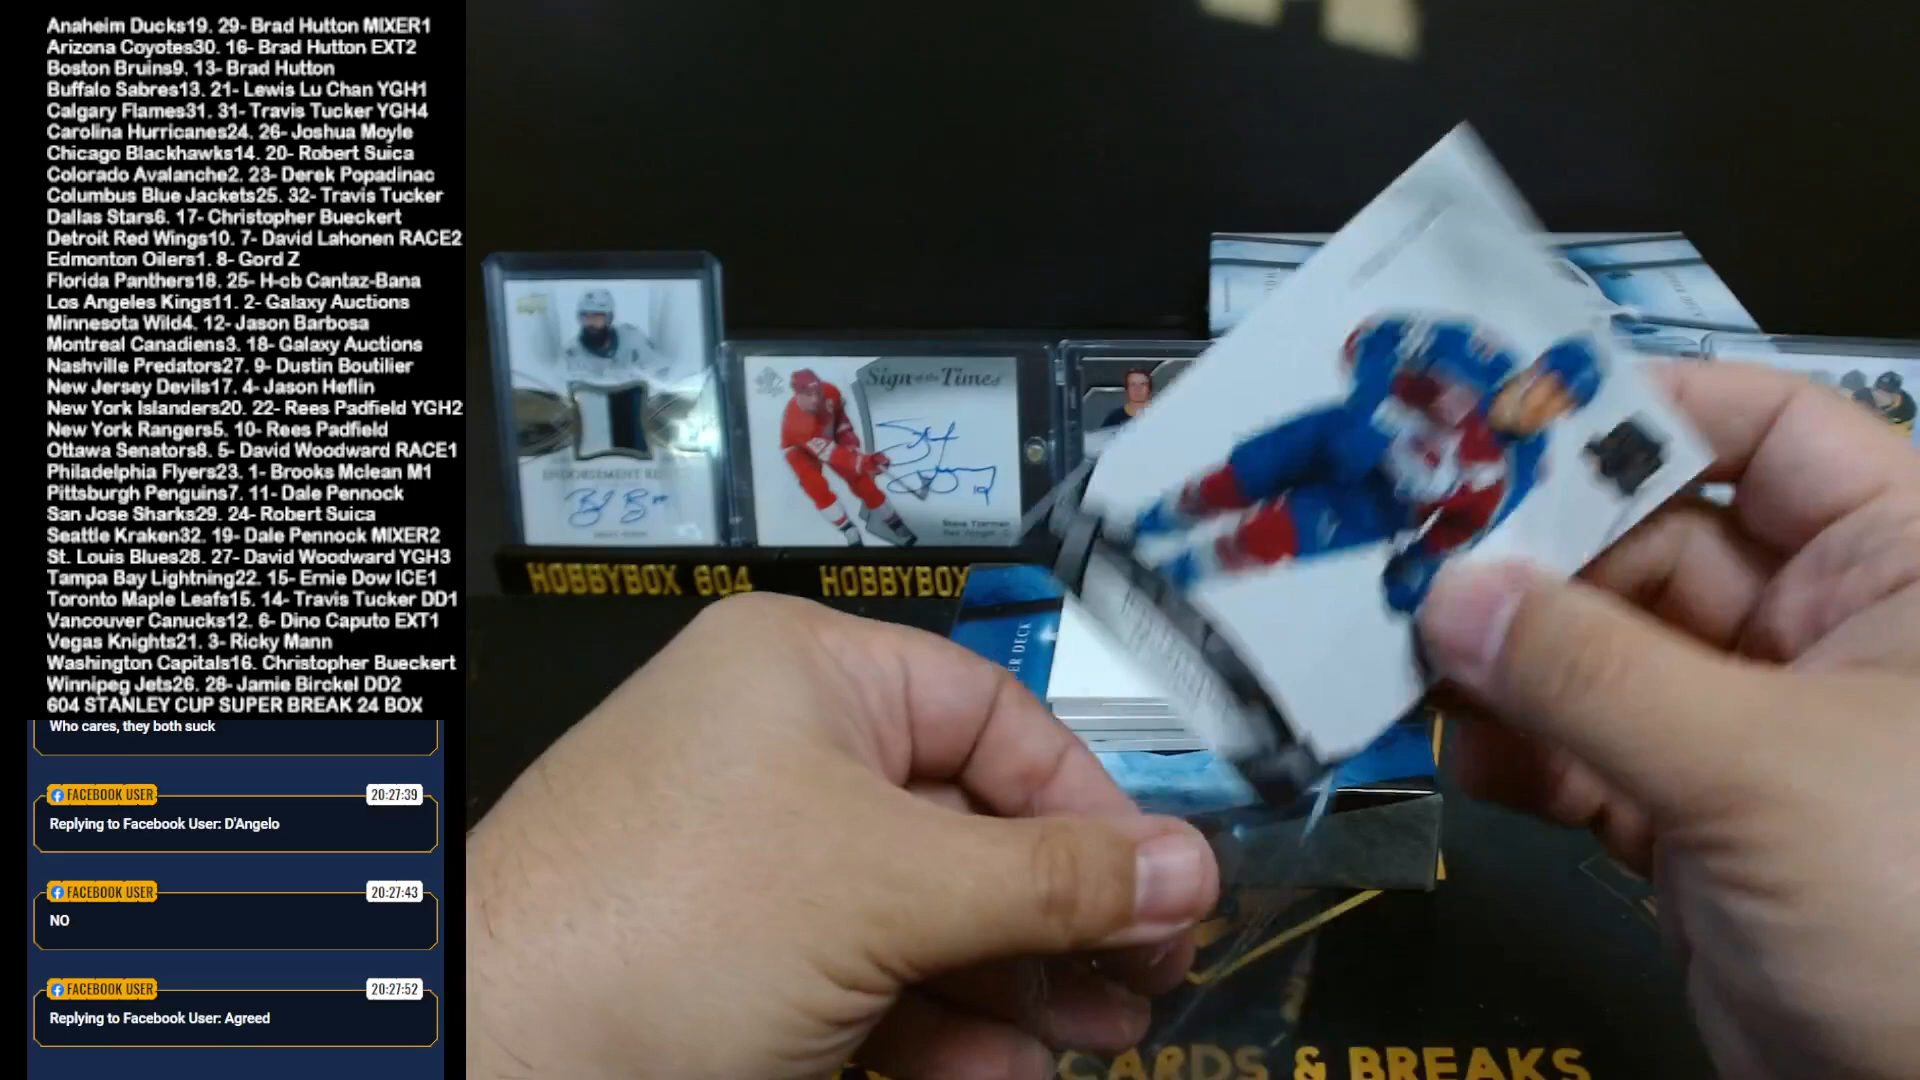 Anaheim Ducks19. 29- Brad Hutton MIXER1
Arizona Coyotes30. 16- Brad Hutton EXT2
Boston Bruins9. 13- Brad Hutton
Buffalo Sabres13. 21- Lewis Lu Chan YGH1
Calgary Flames31. 31- Travis Tucker YGH4
Carolina Hurricanes24. 26- Joshua Moyle
Chicago Blackhawks14. 20- Robert Suica
Colorado Avalanche2. 23- Derek Popadinac
Columbus Blue Jackets25. 32- Travis Tucker
Dallas Stars6. 17- Christopher Bueckert
Detroit Red Wings10. 7- David Lahonen RACE2
Edmonton Oilers1. 8- Gord Z
Florida Panthers18. 25- H-cb Cantaz-Bana
Los Angeles Kings11. 2- Galaxy Auctions
Minnesota Wild4. 12- Jason Barbosa
Montreal Canadiens3. 18- Galaxy Auctions
Nashville Predators27. 9- Dustin Boutilier
New Jersey Devils17. 4- Jason Heflin
New York Islanders20. 22- Rees Padfield YGH2
New York Rangers5. 10- Rees Padfield
Ottawa Senators8. 5- David Woodward RACE1
Philadelphia Flyers23. 1- Brooks Mclean M1
Pittsburgh Penguins7. 11- Dale Pennock
San Jose Sharks29. 24- Robert Suica
Seattle Kraken32. 19- Dale Pennock MIXER2
St. Louis Blues28. 27- David Woodward YGH3
Tampa Bay Lightning22. 15- Ernie Dow ICE1
Toronto Maple Leafs15. 14- Travis Tucker DD1
Vancouver Canucks12. 6- Dino Caputo EXT1
Vegas Knights21. 3- Ricky Mann
Washington Capitals16. Christopher Bueckert
Winnipeg Jets26. 28- Jamie Birckel DD2
604 STANLEY CUP SUPER BREAK 24 BOX
Who cares, they both suck
FACEBOOK USER 20:27:39
Replying to Facebook User: D'Angelo
FACEBOOK USER 20:27:43
NO
FACEBOOK USER 20:27:52
Replying to Facebook User: Agreed
Sign of the Times
Steve Yzerman
HOBBYBOX 604 HOBBYBOX
DECK
CARDS & BREAKS